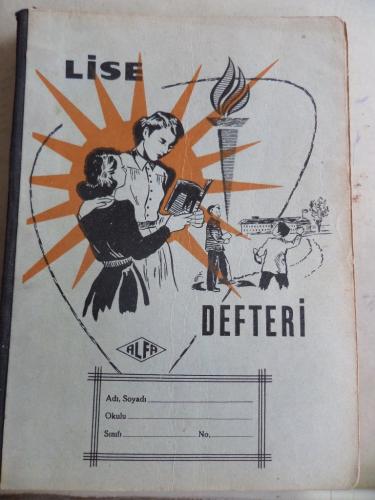 LİSE
DEFTERİ
ALFA
Adı, Soyadı
Okulu
Sınıfı No.